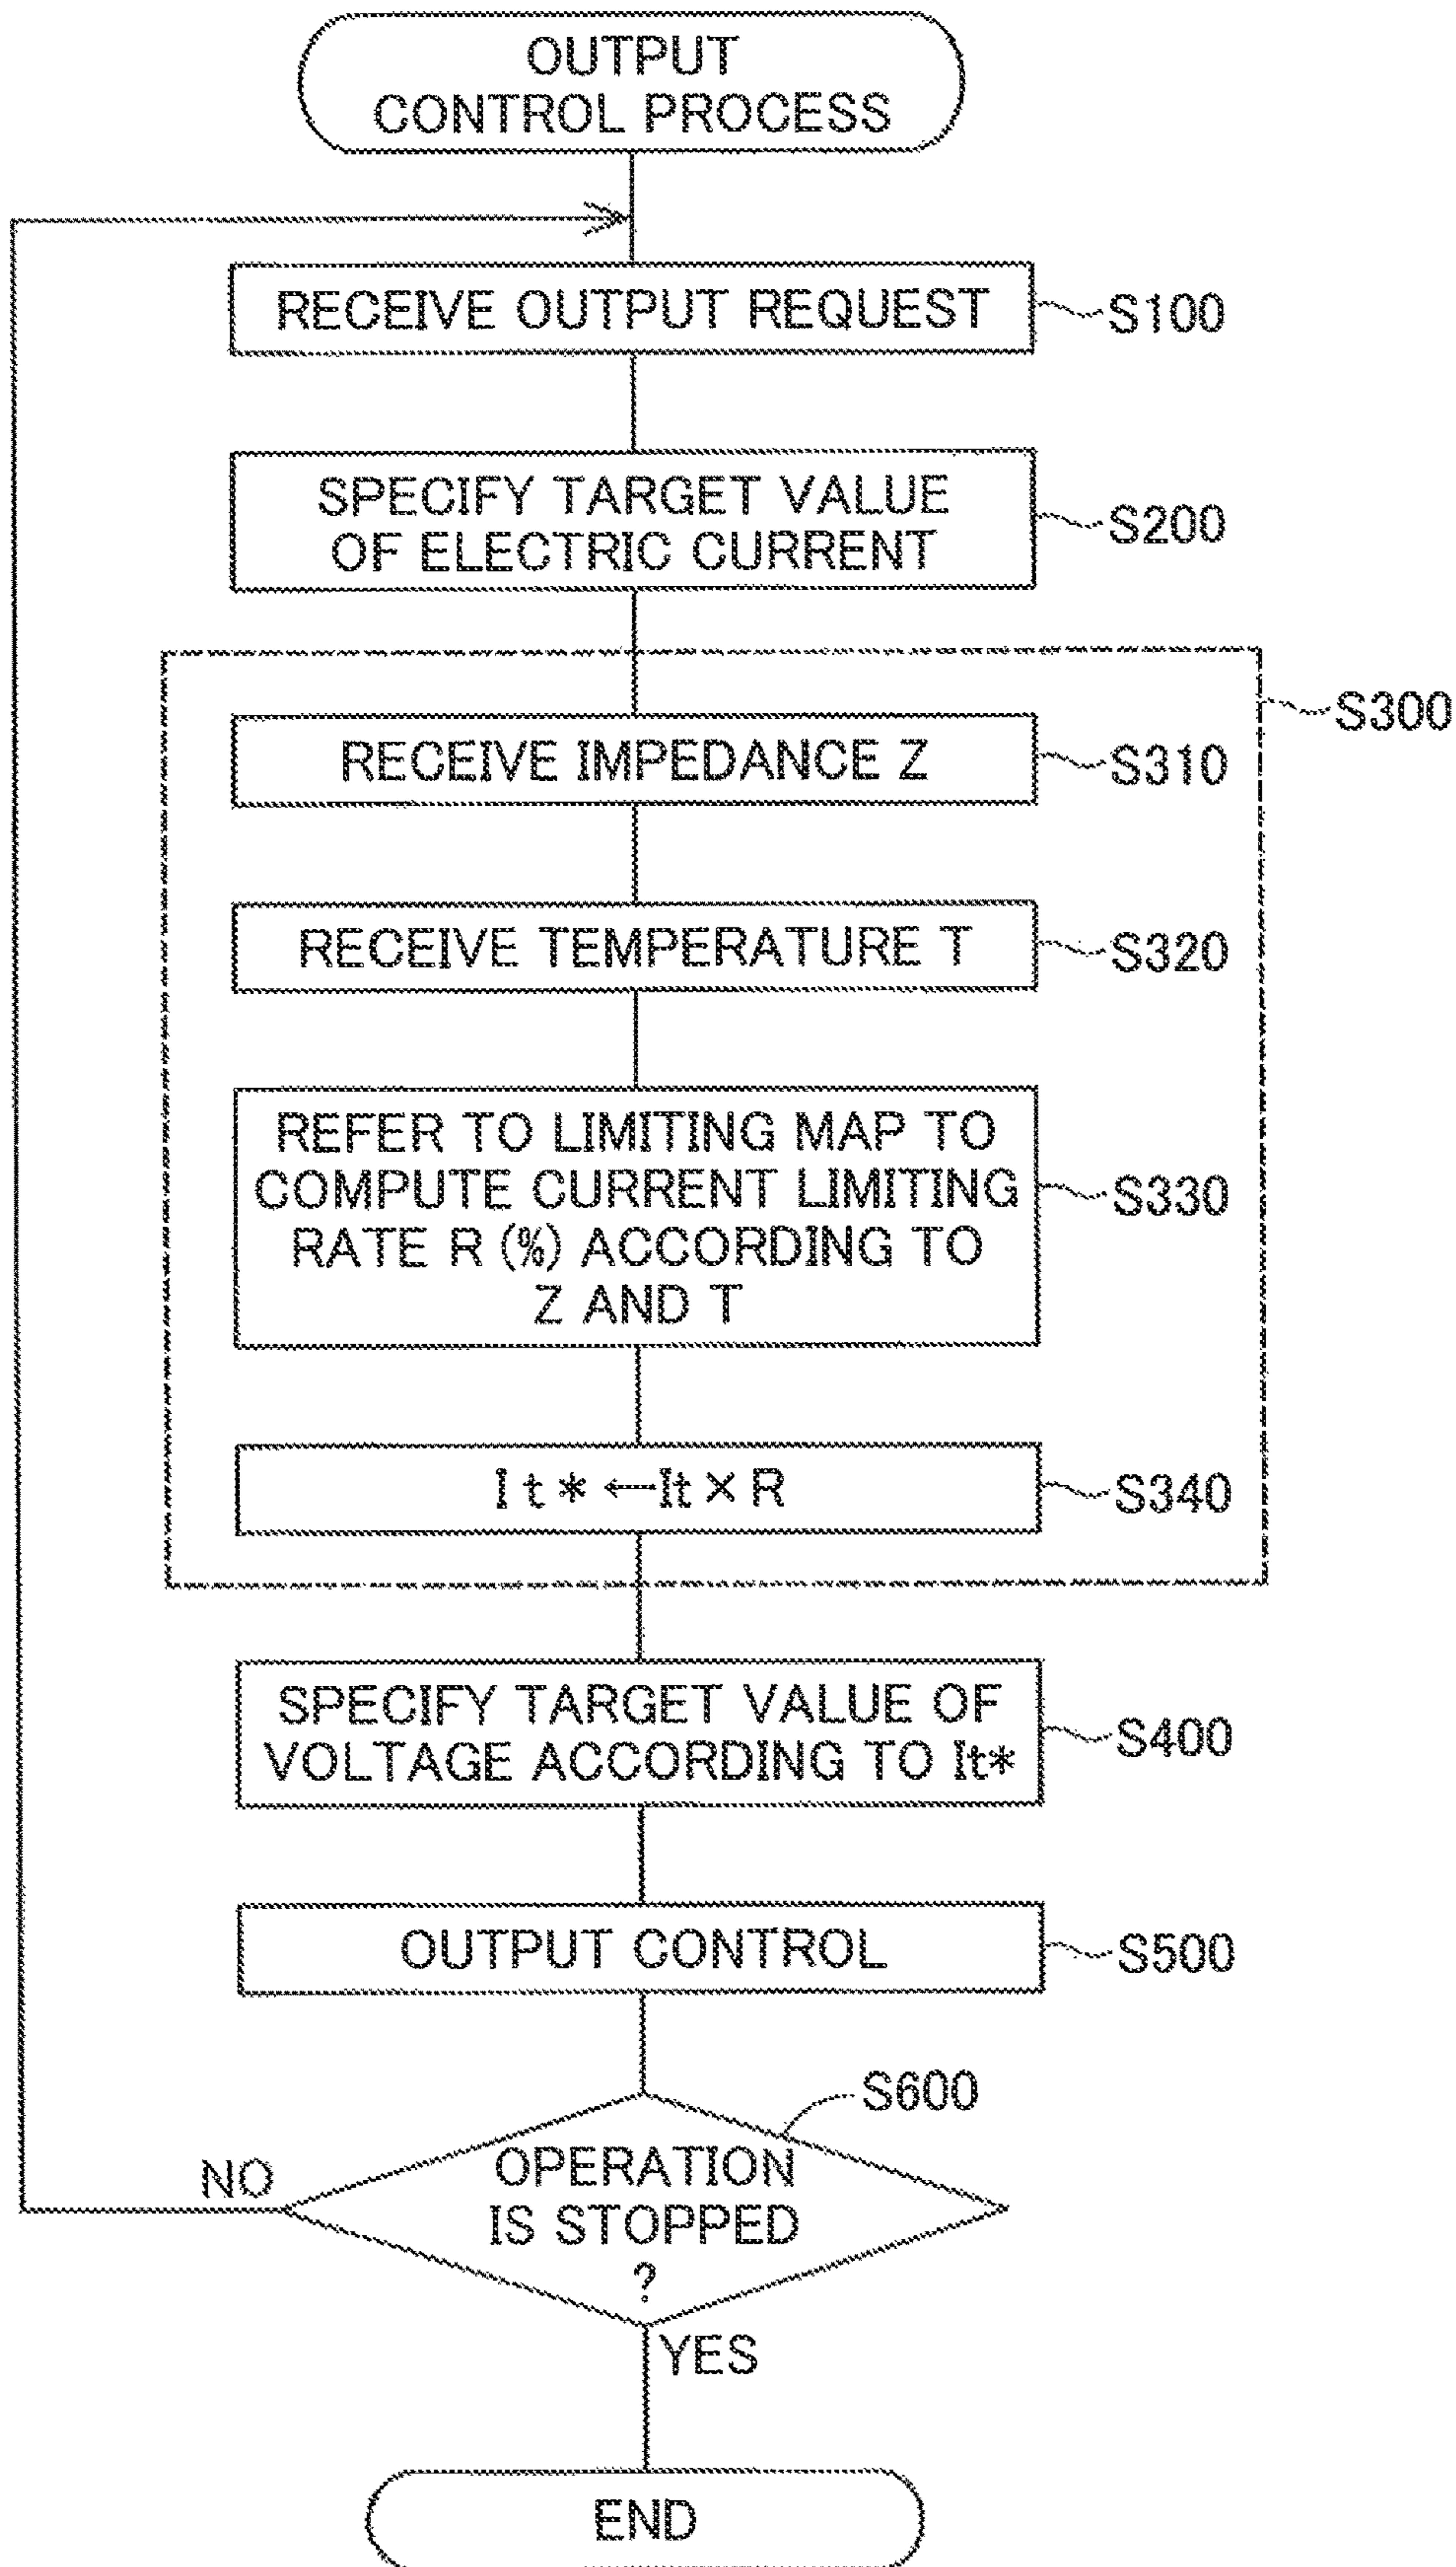 OUTPUT
CONTROL PROCESS
RECEIVE OUTPUT REQUEST
S100
SPECIFY TARGET VALUE
OF ELECTRIC CURRENT
S200
S300
RECEIVE IMPEDANCE Z
S310
RECEIVE TEMPERATURE T
S320
REFER TO LIMITING MAP TO
COMPUTE CURRENT LIMITING
RATE R (%) ACCORDING TO
Z AND T
S330
It* ←It × R
S340
SPECIFY TARGET VALUE OF
VOLTAGE ACCORDING TO It*
S400
OUTPUT CONTROL
S500
S600
OPERATION
IS STOPPED
?
NO
YES
END